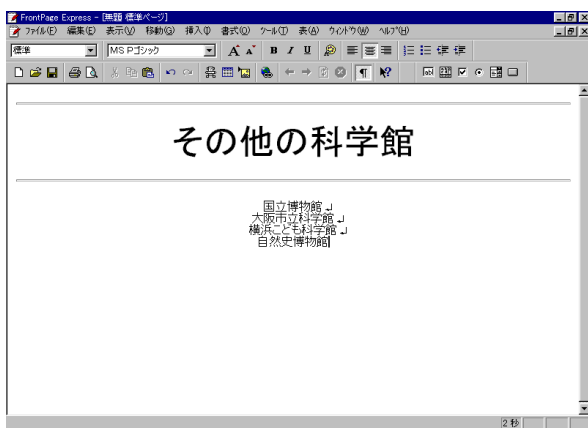 FrontPage Express - [無題 標準ページ]
ファイル(F) 編集(E) 表示(V) 移動(G) 挿入(I) 書式(O) ツール(T) 表(A) ウィンドウ(W) ヘルプ(H)
標準 MS Pゴシック
その他の科学館
国立博物館
大阪市立科学館
横浜こども科学館
自然史博物館
2 秒